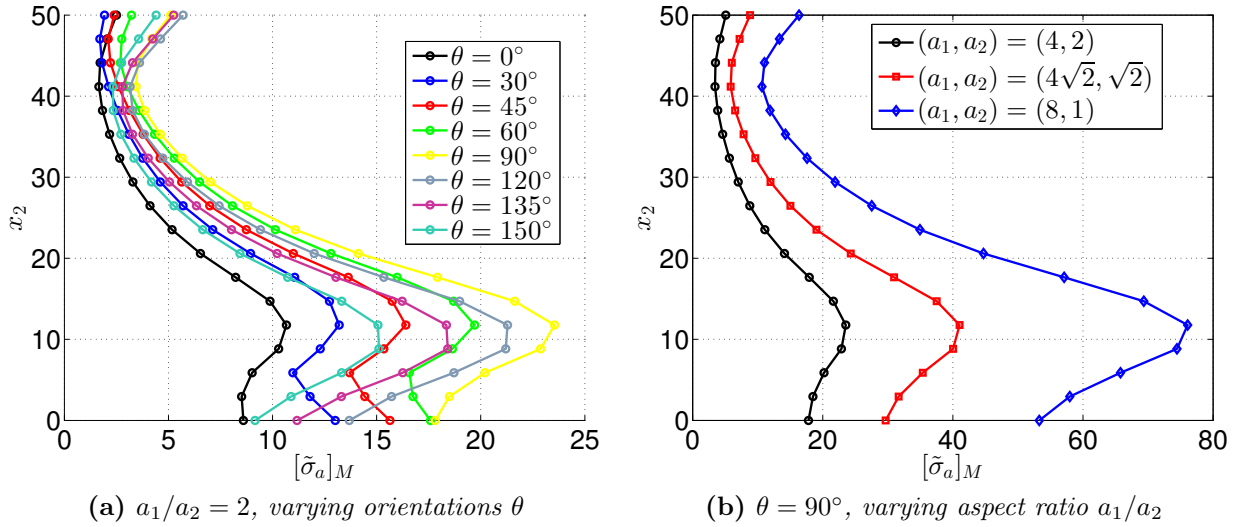 50
40
30
20
10
0
x₂
0 5 10 15 20 25
[σ̃ₐ]_M
θ = 0°
θ = 30°
θ = 45°
θ = 60°
θ = 90°
θ = 120°
θ = 135°
θ = 150°
(a) a₁/a₂ = 2, varying orientations θ
50
40
30
20
10
0
x₂
0 20 40 60 80
[σ̃ₐ]_M
(a₁, a₂) = (4, 2)
(a₁, a₂) = (4√2, √2)
(a₁, a₂) = (8, 1)
(b) θ = 90°, varying aspect ratio a₁/a₂